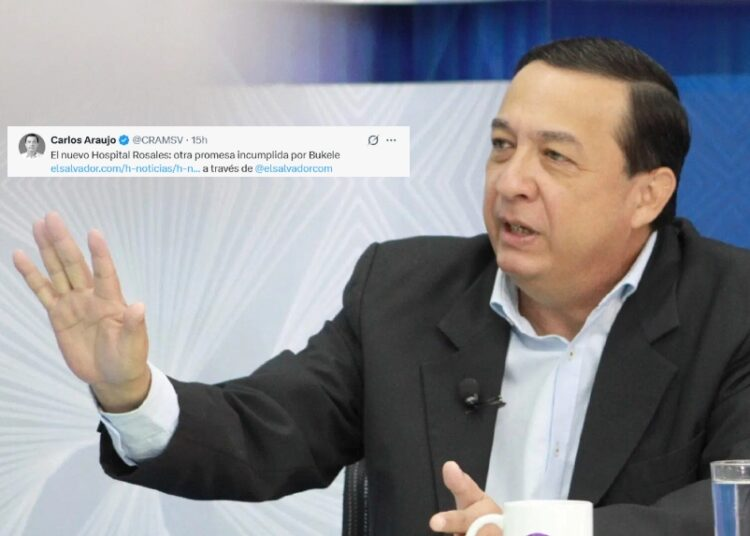 Carlos Araujo @CRAMSV · 15h
El nuevo Hospital Rosales: otra promesa incumplida por Bukele
elsalvador.com/h-noticias/h-n... a través de @elsalvadorcom